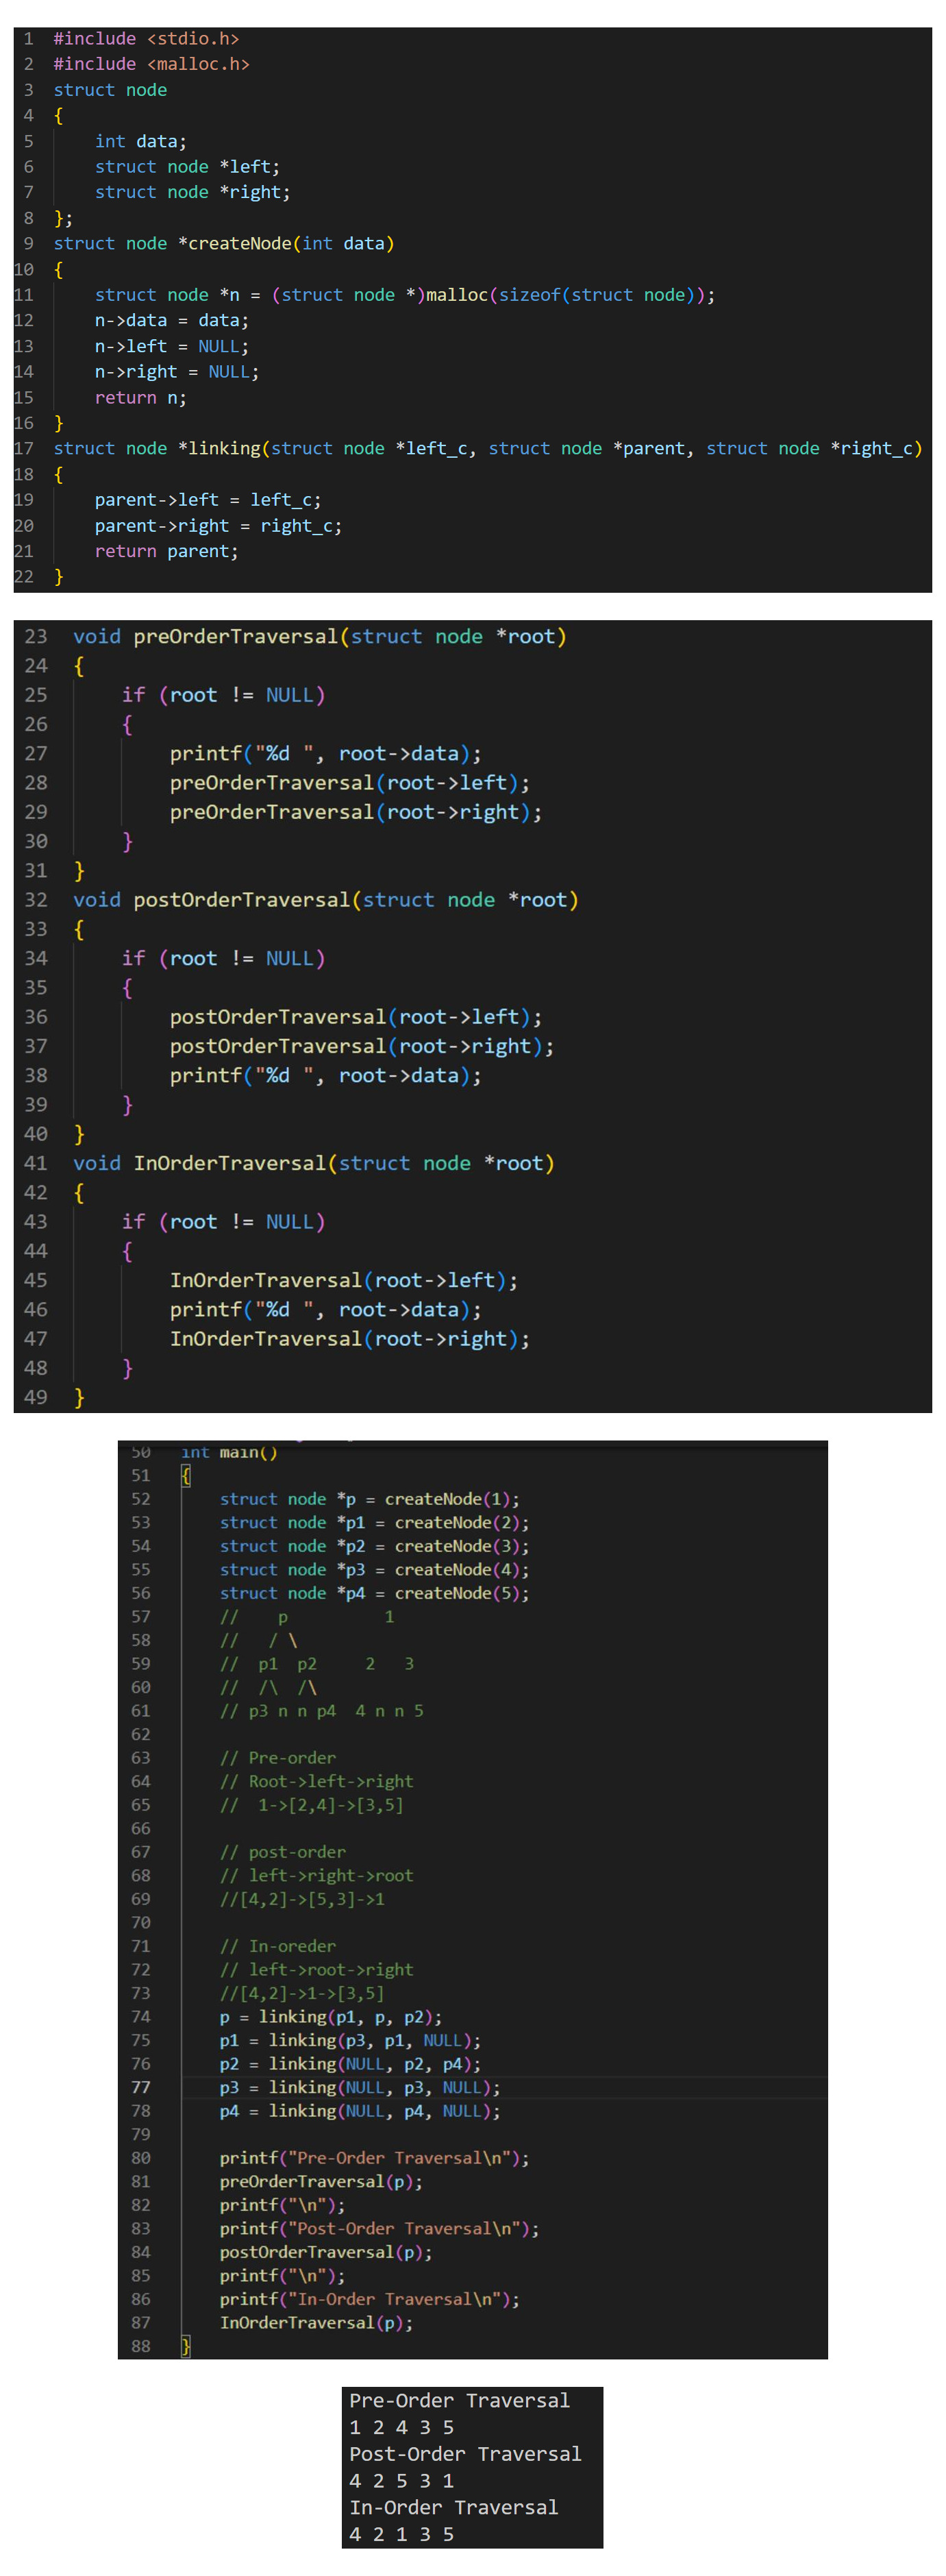 1 #include <stdio.h>
2 #include <malloc.h>
3 struct node
4 {
5     int data;
6     struct node *left;
7     struct node *right;
8 };
9 struct node *createNode(int data)
10 {
11     struct node *n = (struct node *)malloc(sizeof(struct node));
12     n->data = data;
13     n->left = NULL;
14     n->right = NULL;
15     return n;
16 }
17 struct node *linking(struct node *left_c, struct node *parent, struct node *right_c)
18 {
19     parent->left = left_c;
20     parent->right = right_c;
21     return parent;
22 }
23 void preOrderTraversal(struct node *root)
24 {
25     if (root != NULL)
26     {
27         printf("%d ", root->data);
28         preOrderTraversal(root->left);
29         preOrderTraversal(root->right);
30     }
31 }
32 void postOrderTraversal(struct node *root)
33 {
34     if (root != NULL)
35     {
36         postOrderTraversal(root->left);
37         postOrderTraversal(root->right);
38         printf("%d ", root->data);
39     }
40 }
41 void InOrderTraversal(struct node *root)
42 {
43     if (root != NULL)
44     {
45         InOrderTraversal(root->left);
46         printf("%d ", root->data);
47         InOrderTraversal(root->right);
48     }
49 }
50 int main()
51 {
52     struct node *p = createNode(1);
53     struct node *p1 = createNode(2);
54     struct node *p2 = createNode(3);
55     struct node *p3 = createNode(4);
56     struct node *p4 = createNode(5);
57     //    p          1
58     //   / \
59     //  p1  p2     2   3
60     //  /\  /\
61     // p3 n n p4  4 n n 5
62
63     // Pre-order
64     // Root->left->right
65     //  1->[2,4]->[3,5]
66
67     // post-order
68     // left->right->root
69     //[4,2]->[5,3]->1
70
71     // In-oreder
72     // left->root->right
73     //[4,2]->1->[3,5]
74     p = linking(p1, p, p2);
75     p1 = linking(p3, p1, NULL);
76     p2 = linking(NULL, p2, p4);
77     p3 = linking(NULL, p3, NULL);
78     p4 = linking(NULL, p4, NULL);
79
80     printf("Pre-Order Traversal\n");
81     preOrderTraversal(p);
82     printf("\n");
83     printf("Post-Order Traversal\n");
84     postOrderTraversal(p);
85     printf("\n");
86     printf("In-Order Traversal\n");
87     InOrderTraversal(p);
88 }
Pre-Order Traversal
1 2 4 3 5
Post-Order Traversal
4 2 5 3 1
In-Order Traversal
4 2 1 3 5